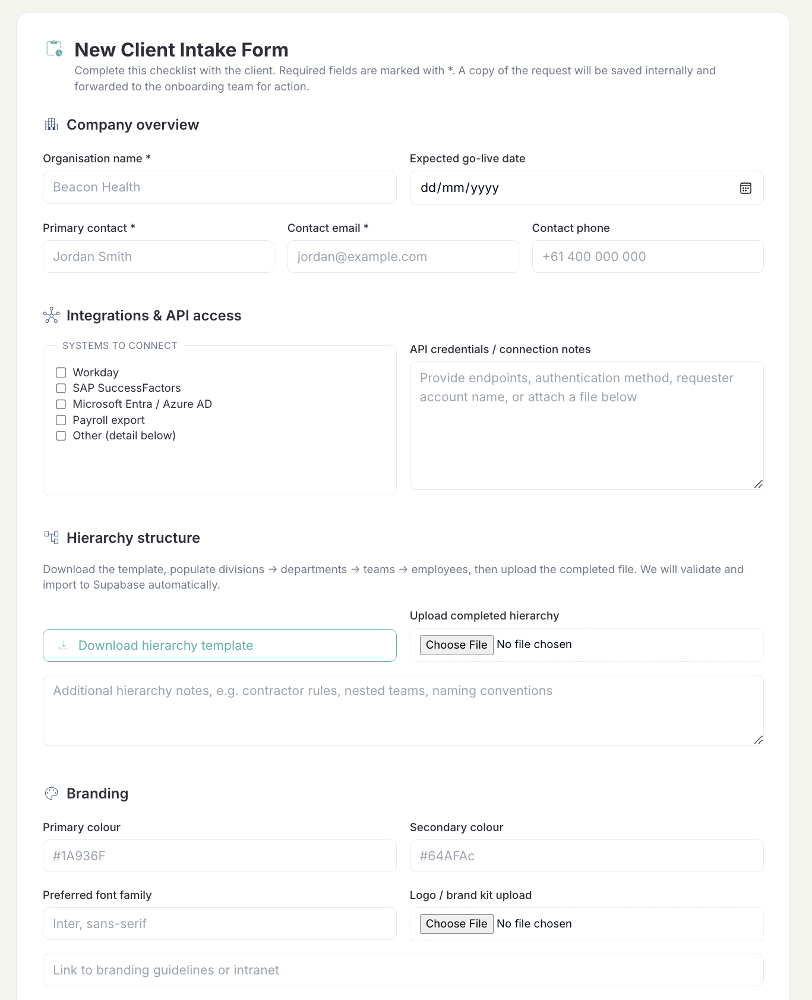 New Client Intake Form
Complete this checklist with the client. Required fields are marked with *. A copy of the request will be saved internally and
forwarded to the onboarding team for action.
Company overview
Organisation name *
Expected go-live date
Beacon Health
dd/mm/yyyy
Primary contact *
Contact email *
Contact phone
Jordan Smith
jordan@example.com
+61 400 000 000
Integrations & API access
SYSTEMS TO CONNECT
Workday
SAP SuccessFactors
Microsoft Entra / Azure AD
Payroll export
Other (detail below)
API credentials / connection notes
Provide endpoints, authentication method, requester
account name, or attach a file below
Hierarchy structure
Download the template, populate divisions → departments → teams → employees, then upload the completed file. We will validate and
import to Supabase automatically.
Download hierarchy template
Upload completed hierarchy
Choose File No file chosen
Additional hierarchy notes, e.g. contractor rules, nested teams, naming conventions
Branding
Primary colour
Secondary colour
#1A936F
#64AFAc
Preferred font family
Logo / brand kit upload
Inter, sans-serif
Choose File No file chosen
Link to branding guidelines or intranet